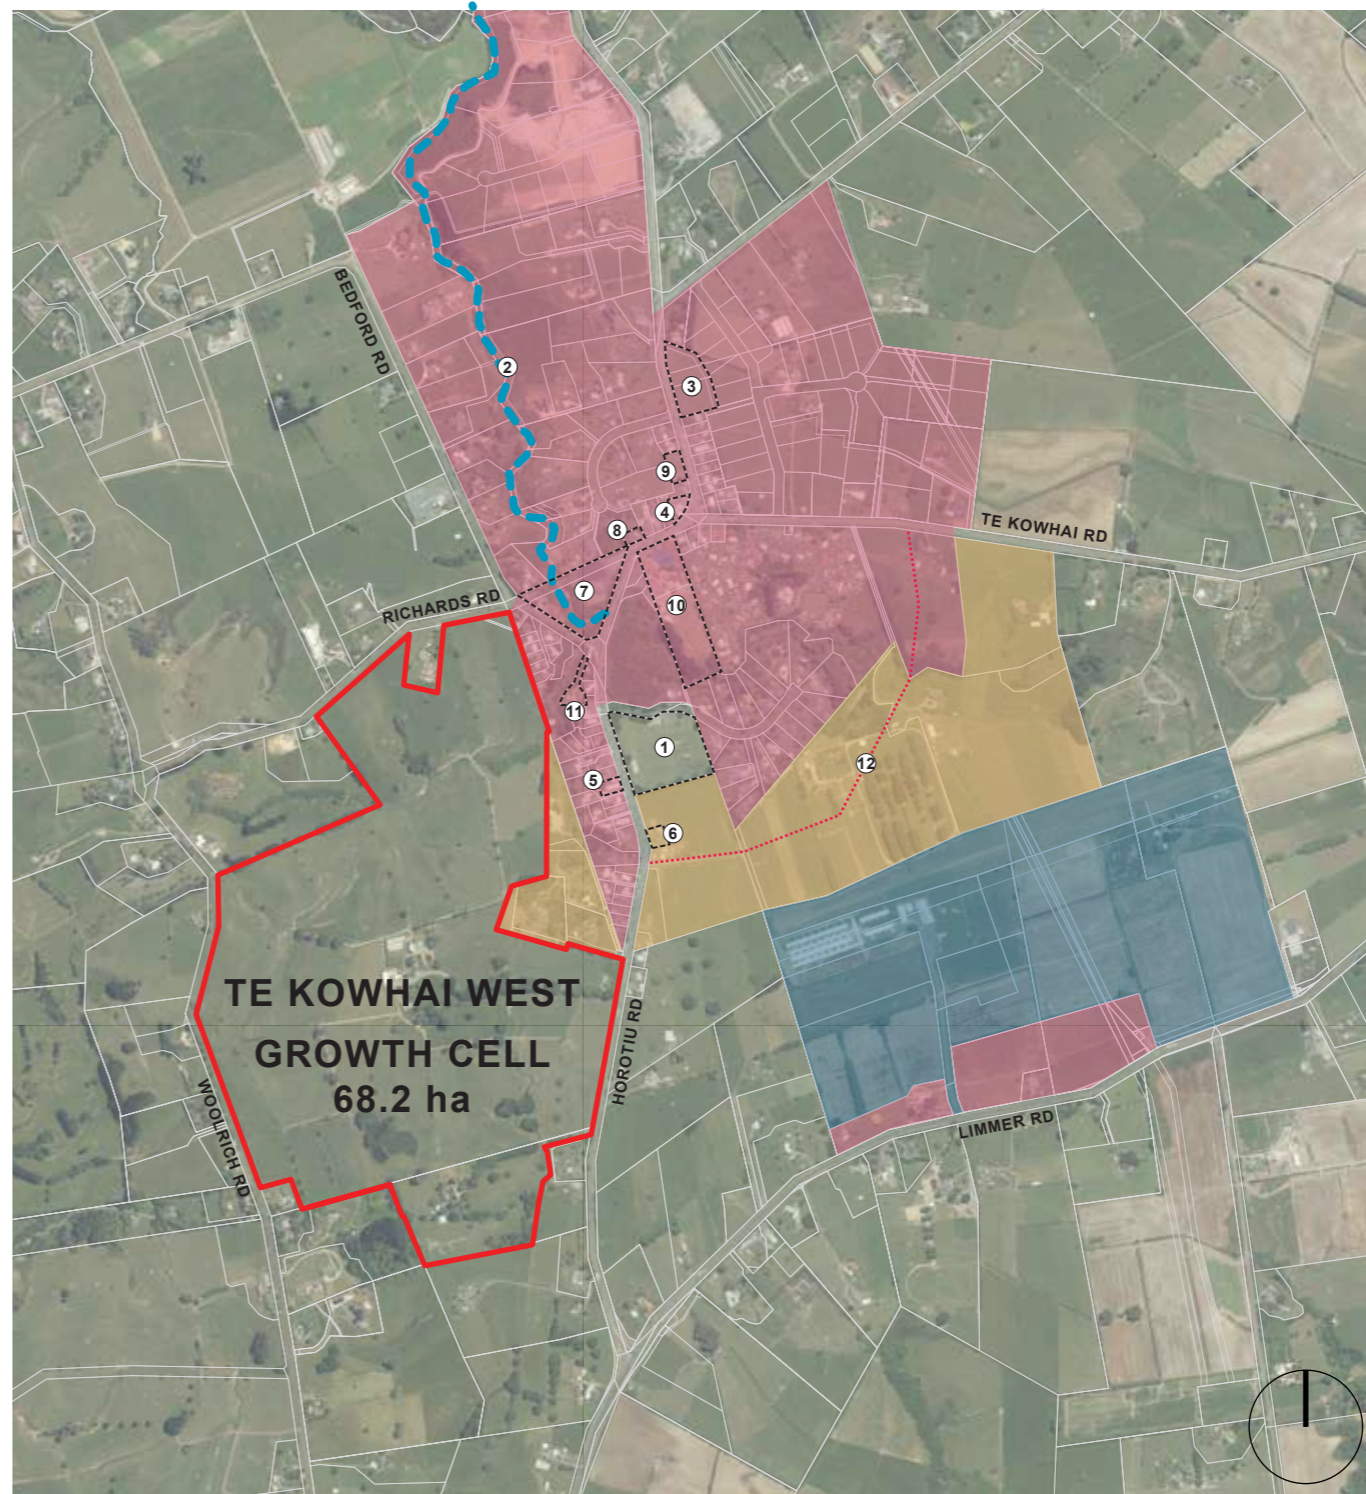 BEDFORD RD
2
3
9
4
TE KOWHAI RD
8
7
RICHARDS RD
10
11
1
12
5
6
TE KOWHAI WEST
GROWTH CELL
68.2 ha
HOROTIU RD
WOOLRICH RD
LIMMER RD